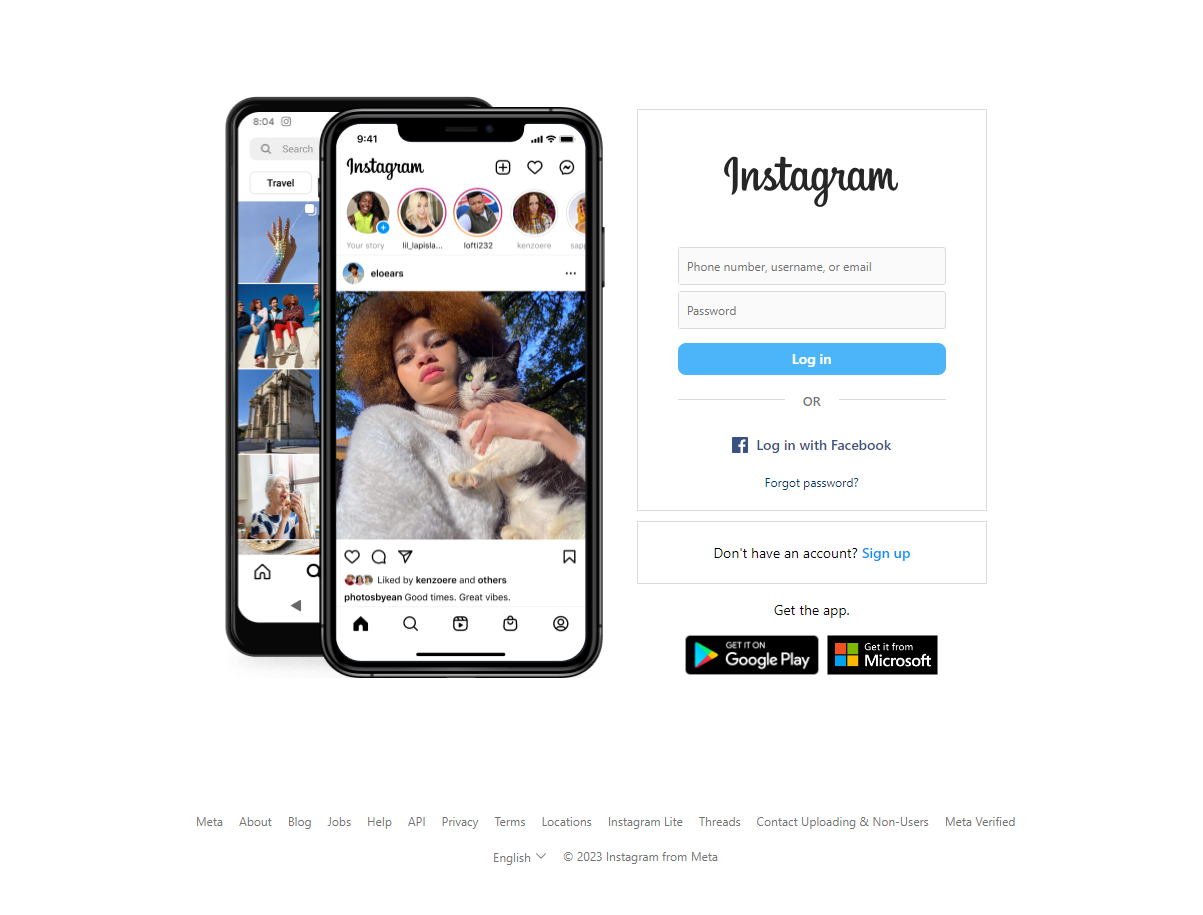 8:04
Search
Travel
9:41
Instagram
Your story
lil_lapisla...
lofti232
kenzoere
eloears
Liked by kenzoere and others
photosbyean Good times. Great vibes.
Instagram
Phone number, username, or email
Password
Log in
OR
Log in with Facebook
Forgot password?
Don't have an account? Sign up
Get the app.
GET IT ON
Google Play
Get it from
Microsoft
Meta About Blog Jobs Help API Privacy Terms Locations Instagram Lite Threads Contact Uploading & Non-Users Meta Verified
English © 2023 Instagram from Meta